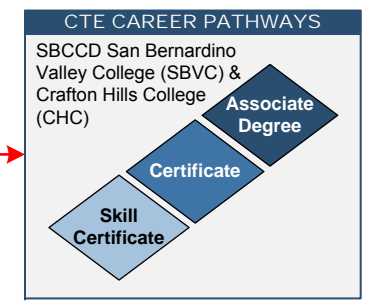 CTE CAREER PATHWAYS
SBCCD San Bernardino
Valley College (SBVC) &
Crafton Hills College
(CHC)
Associate
Degree
Certificate
Skill
Certificate